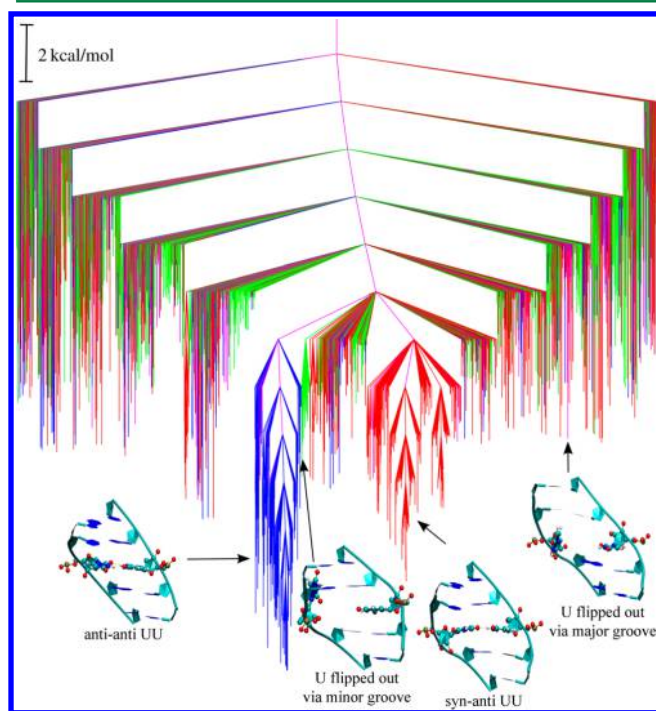 2 kcal/mol
anti-anti UU
U flipped out
via minor groove
syn-anti UU
U flipped out
via major groove